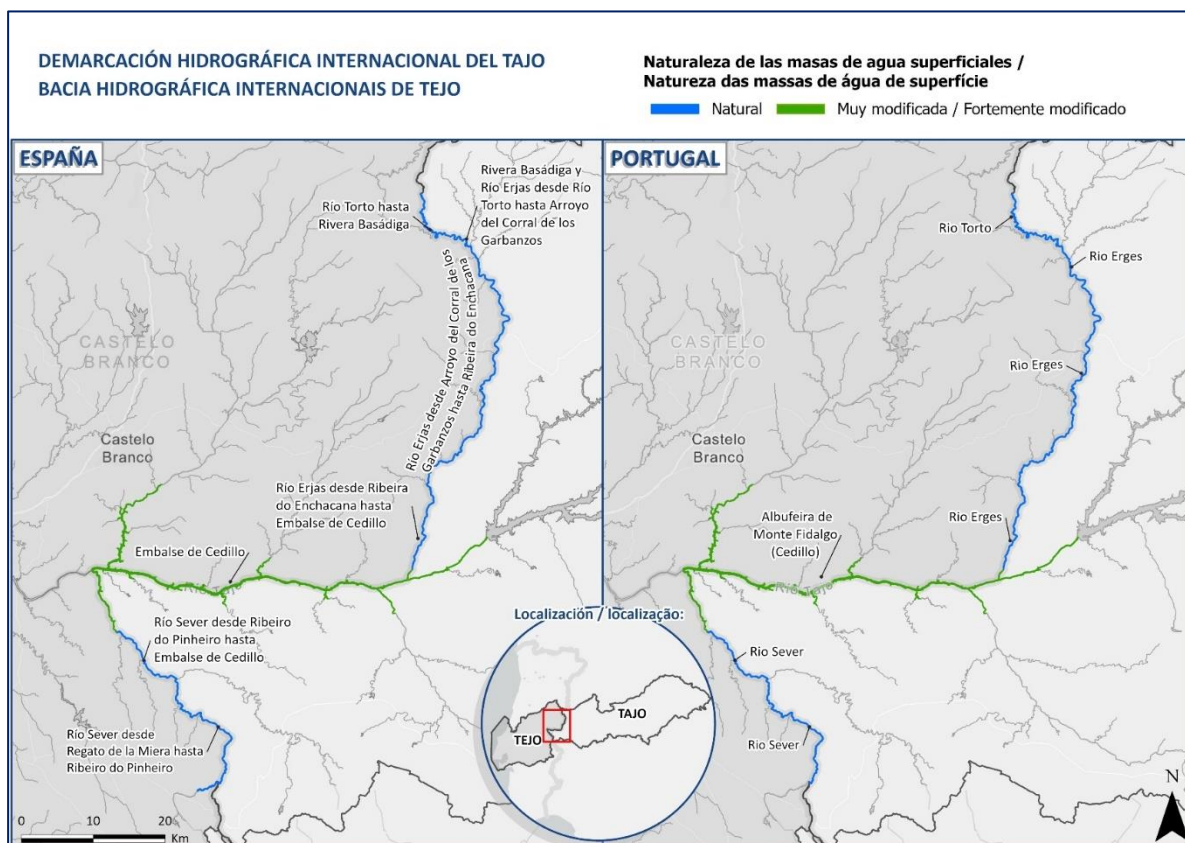 DEMARCACIÓN HIDROGRÁFICA INTERNACIONAL DEL TAJO
BACIA HIDROGRÁFICA INTERNACIONAIS DE TEJO
Naturaleza de las masas de agua superficiales /
Natureza das massas de água de superfície
Natural
Muy modificada / Fortemente modificado
ESPAÑA
Río Torto hasta
Rivera Basádiga
Rivera Basádiga y
Río Erjas desde Río
Torto hasta Arroyo
del Corral de los
Garbanzos
Río Erjas desde Arroyo del Corral de los
Garbanzos hasta Ribeira do Enchacana
CASTELO
BRANCO
Castelo
Branco
Río Erjas desde Ribeira
do Enchacana hasta
Embalse de Cedillo
Embalse de Cedillo
Río Tajo
Río Sever desde Ribeiro
do Pinheiro hasta
Embalse de Cedillo
Río Sever desde
Regato de la Miera hasta
Ribeiro do Pinheiro
0 10 20
Km
PORTUGAL
Rio Torto
Rio Erges
Rio Erges
CASTELO
BRANCO
Castelo
Branco
Rio Erges
Albufeira de
Monte Fidalgo
(Cedillo)
Río Tajo
Rio Sever
Rio Sever
Localización / localização:
TAJO
TEJO
N